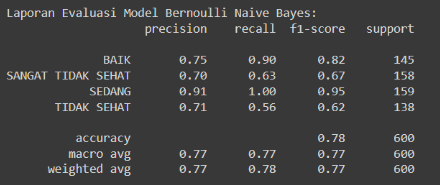 Laporan Evaluasi Model Bernoulli Naive Bayes:
precision recall f1-score support
BAIK 0.75 0.90 0.82 145
SANGAT TIDAK SEHAT 0.70 0.63 0.67 158
SEDANG 0.91 1.00 0.95 159
TIDAK SEHAT 0.71 0.56 0.62 138
accuracy 0.78 600
macro avg 0.77 0.77 0.77 600
weighted avg 0.77 0.78 0.77 600